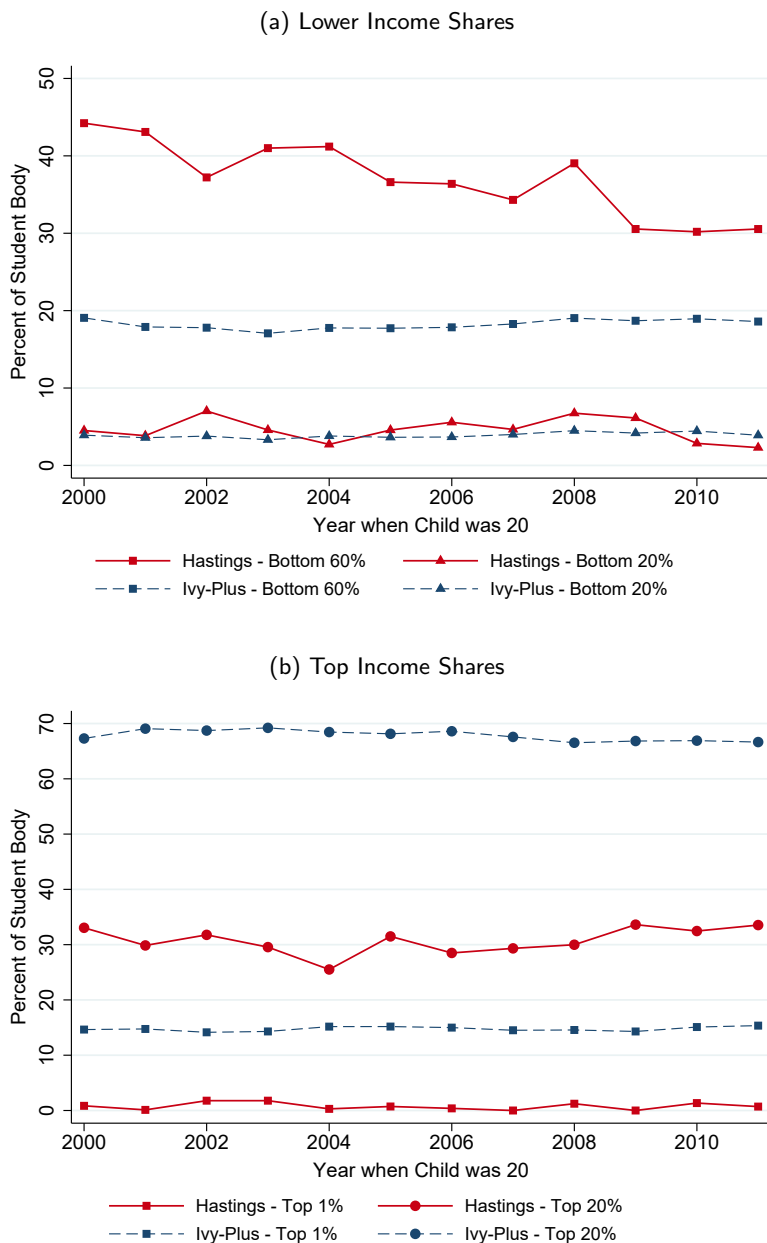 (a) Lower Income Shares
50
40
30
20
10
0
Percent of Student Body
2000 2002 2004 2006 2008 2010
Year when Child was 20
Hastings - Bottom 60% Hastings - Bottom 20%
Ivy-Plus - Bottom 60% Ivy-Plus - Bottom 20%
(b) Top Income Shares
70
60
50
40
30
20
10
0
Percent of Student Body
2000 2002 2004 2006 2008 2010
Year when Child was 20
Hastings - Top 1% Hastings - Top 20%
Ivy-Plus - Top 1% Ivy-Plus - Top 20%